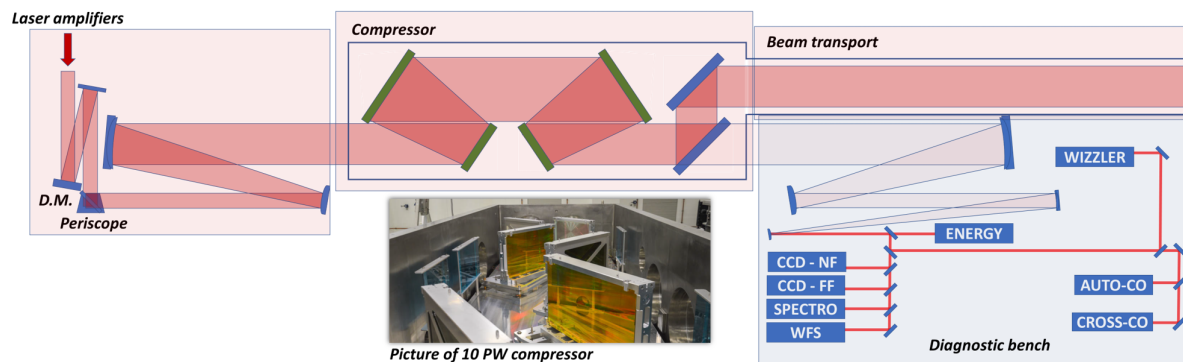 Laser amplifiers
Compressor
Beam transport
D.M.
Periscope
WIZZLER
ENERGY
CCD - NF
CCD - FF
SPECTRO
WFS
AUTO-CO
CROSS-CO
Picture of 10 PW compressor
Diagnostic bench